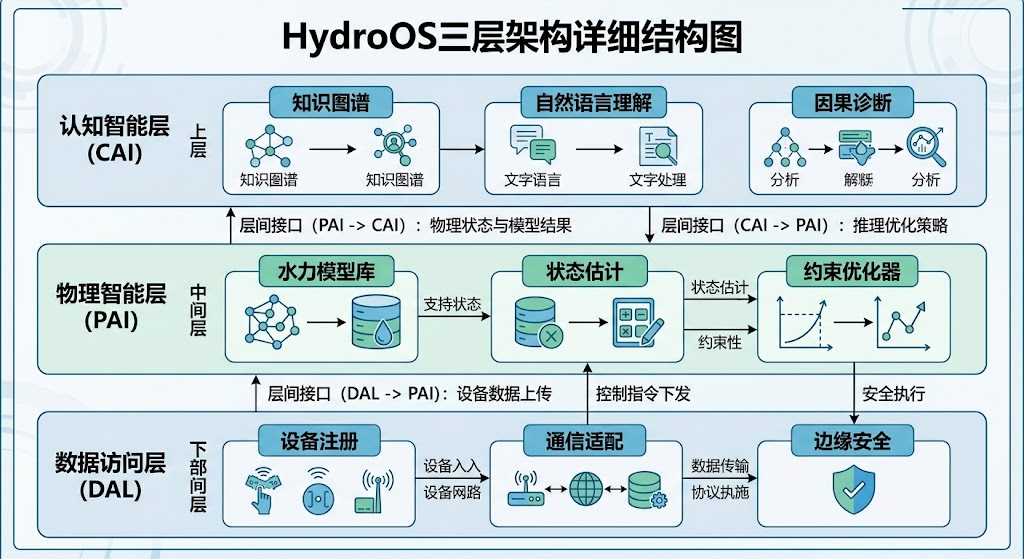 HydroOS三层架构详细结构图
认知智能层
(CAI)
上层
知识图谱
知识图谱
知识图谱
自然语言理解
文字语言
文字处理
因果诊断
分析
分析
层间接口（PAI -> CAI）：物理状态与模型结果
层间接口（CAI -> PAI）：推理优化策略
物理智能层
(PAI)
中间层
水力模型库
支持状态
状态估计
状态估计
约束性
约束优化器
层间接口（DAL -> PAI）：设备数据上传
控制指令下发
安全执行
数据访问层
(DAL)
下部间层
设备注册
设备入入
设备网路
通信适配
数据传输
协议执施
边缘安全